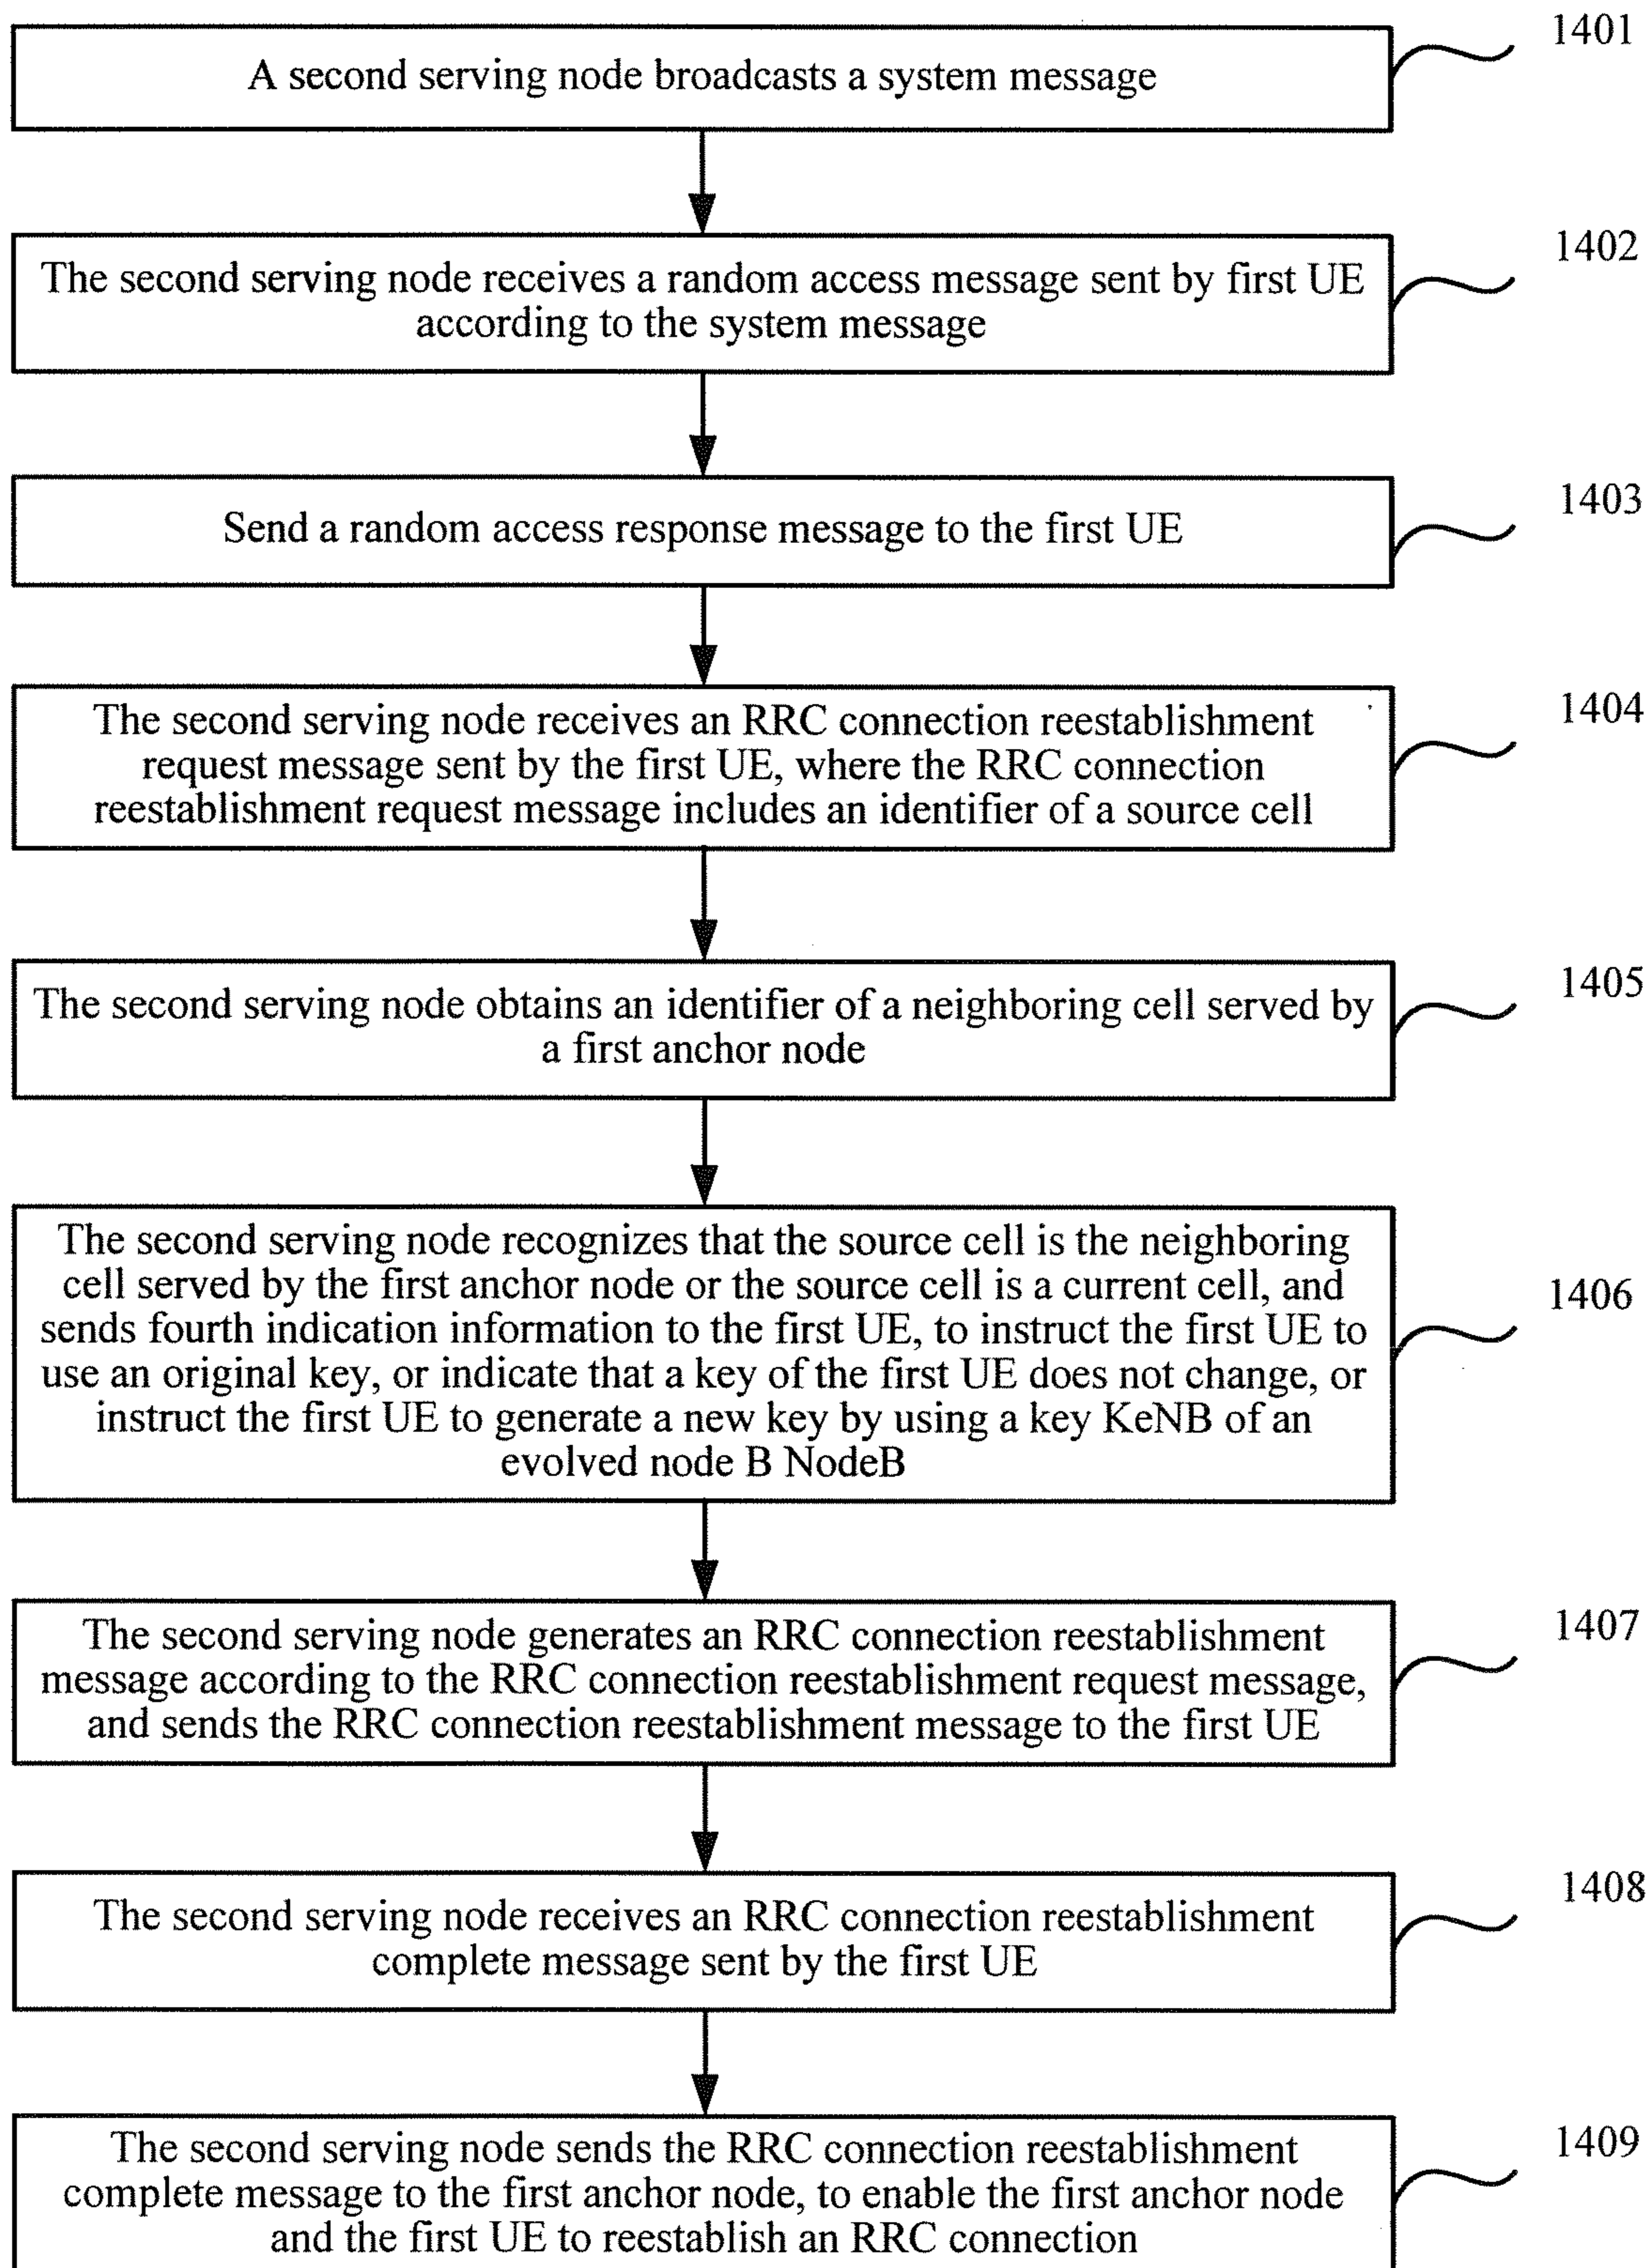 1401
A second serving node broadcasts a system message
1402
The second serving node receives a random access message sent by first UE
according to the system message
1403
Send a random access response message to the first UE
1404
The second serving node receives an RRC connection reestablishment
request message sent by the first UE, where the RRC connection
reestablishment request message includes an identifier of a source cell
1405
The second serving node obtains an identifier of a neighboring cell served by
a first anchor node
The second serving node recognizes that the source cell is the neighboring
cell served by the first anchor node or the source cell is a current cell, and
1406
sends fourth indication information to the first UE, to instruct the first UE to
use an original key, or indicate that a key of the first UE does not change, or
instruct the first UE to generate a new key by using a key KeNB of an
evolved node B NodeB
1407
The second serving node generates an RRC connection reestablishment
message according to the RRC connection reestablishment request message,
and sends the RRC connection reestablishment message to the first UE
1408
The second serving node receives an RRC connection reestablishment
complete message sent by the first UE
1409
The second serving node sends the RRC connection reestablishment
complete message to the first anchor node, to enable the first anchor node
and the first UE to reestablish an RRC connection